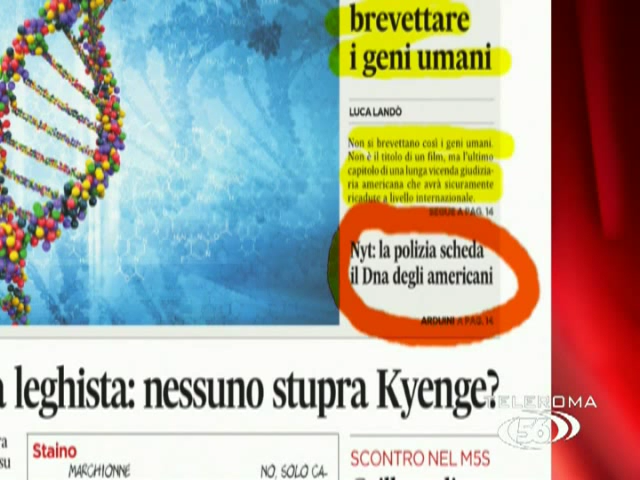 brevettare
i geni umani
LUCA LANDÒ
Non si brevettano così i geni umani.
Non è il titolo di un film, ma l'ultimo
capitolo di una lunga vicenda giudizia-
ria americana che avrà sicuramente
ricadute a livello internazionale.
SEGUE A PAG. 14
Nyt: la polizia scheda
il Dna degli americani
ARDUINI A PAG. 14
a leghista: nessuno stupra Kyenge?
TELEROMA
56
ra
su
Staino
MARCHIONNE
NO, SOLO CA-
SCONTRO NEL M5S